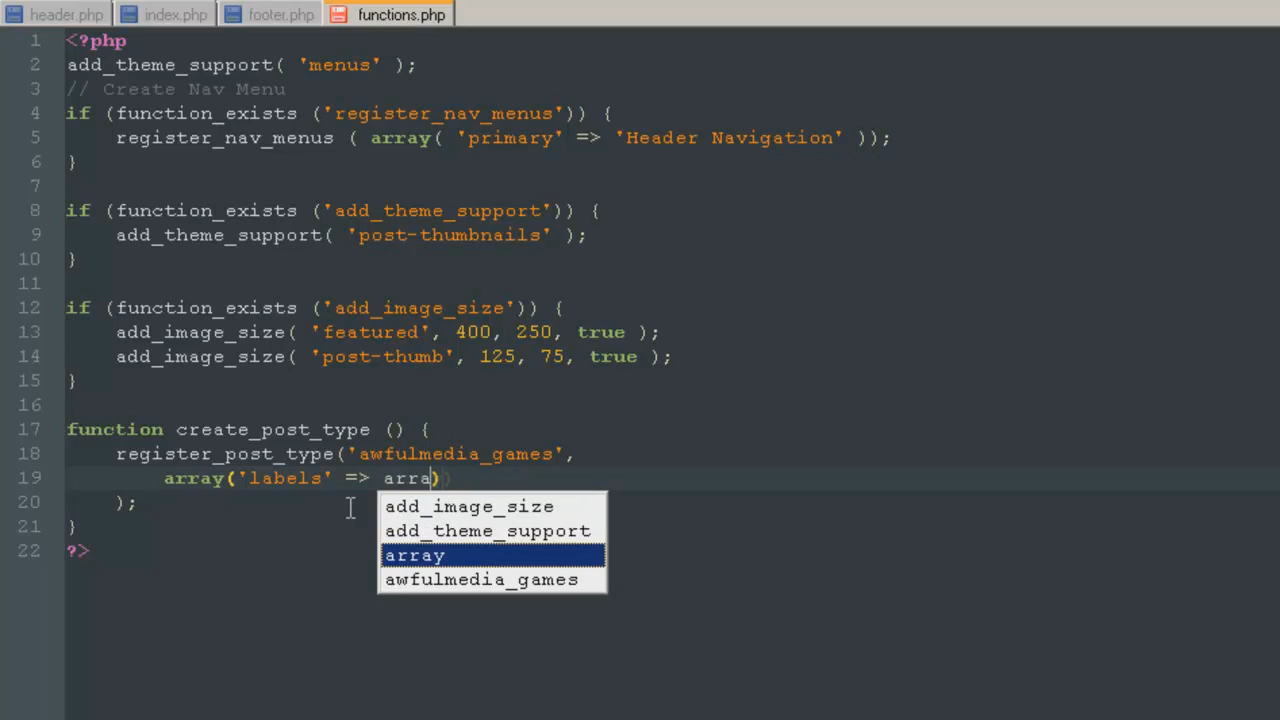 header.php index.php footer.php functions.php
1 <?php
2 add_theme_support( 'menus' );
3 // Create Nav Menu
4 if (function_exists ('register_nav_menus')) {
5 register_nav_menus ( array( 'primary' => 'Header Navigation' ));
6 }
7
8 if (function_exists ('add_theme_support')) {
9 add_theme_support( 'post-thumbnails' );
10 }
11
12 if (function_exists ('add_image_size')) {
13 add_image_size( 'featured', 400, 250, true );
14 add_image_size( 'post-thumb', 125, 75, true );
15 }
16
17 function create_post_type () {
18 register_post_type('awfulmedia_games',
19 array('labels' => arra))
20 );
21 }
22 ?>
add_image_size
add_theme_support
array
awfulmedia_games